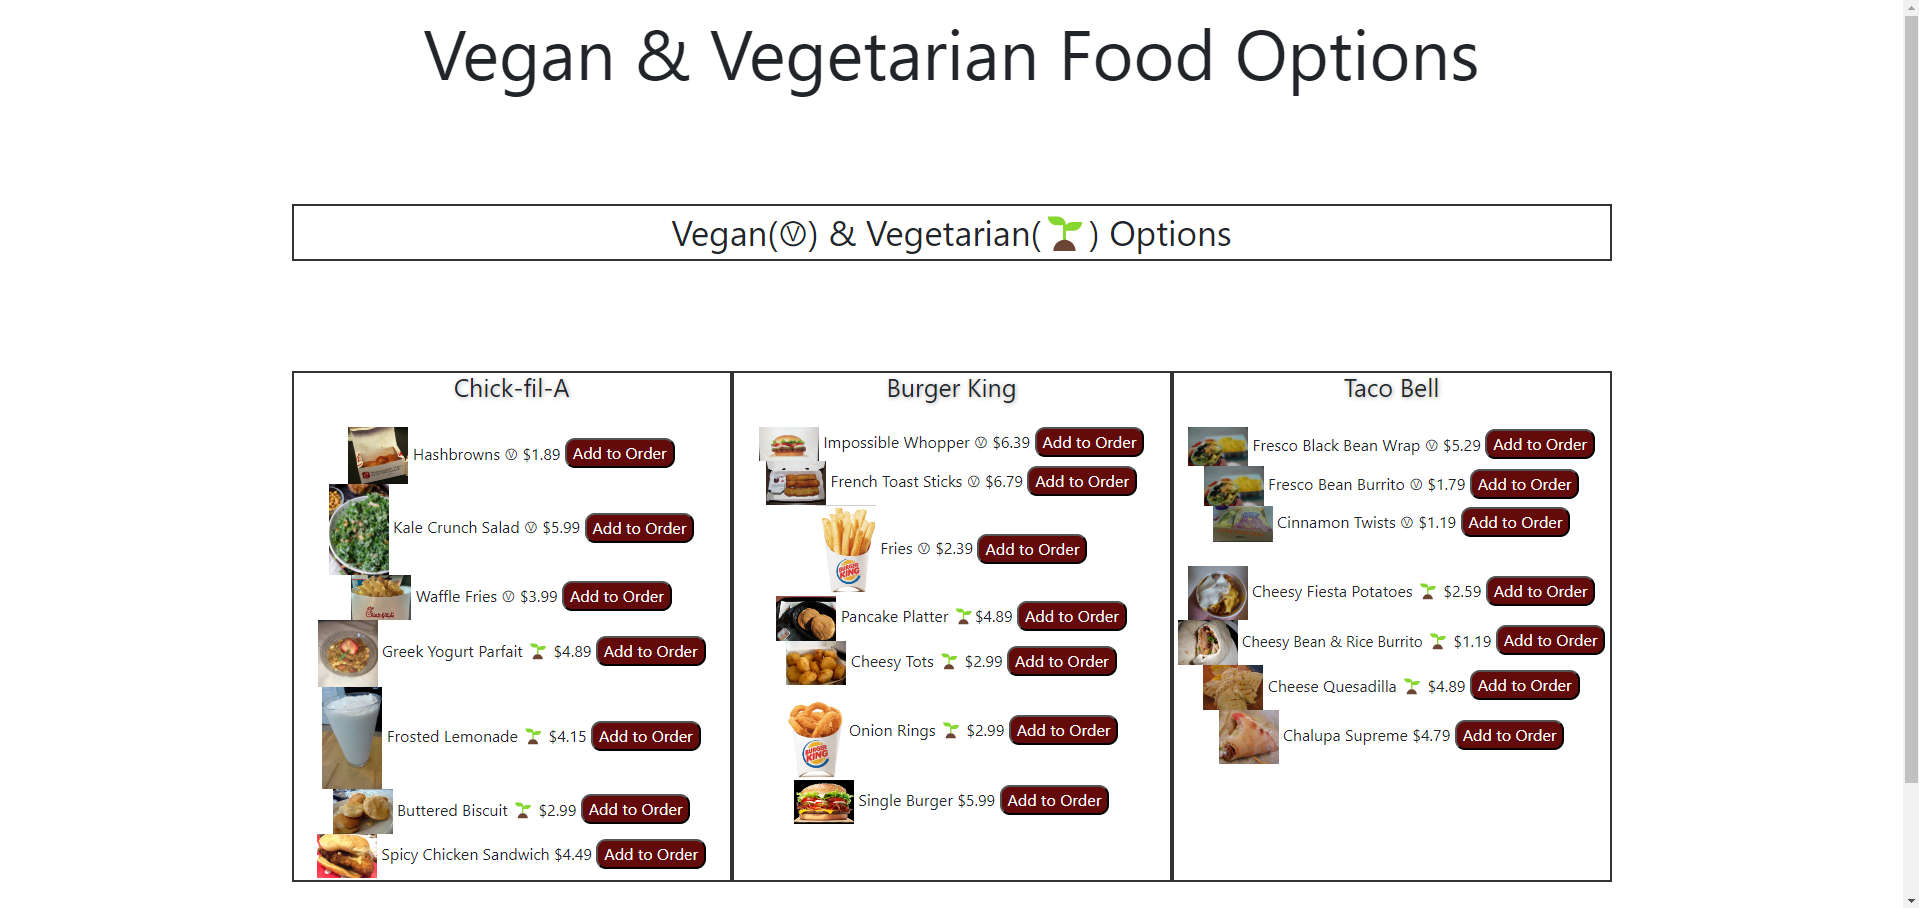 Vegan & Vegetarian Food Options
Vegan(Ⓥ) & Vegetarian(🌱) Options
Chick-fil-A
Hashbrowns Ⓥ $1.89 Add to Order
Kale Crunch Salad Ⓥ $5.99 Add to Order
Waffle Fries Ⓥ $3.99 Add to Order
Greek Yogurt Parfait 🌱 $4.89 Add to Order
Frosted Lemonade 🌱 $4.15 Add to Order
Buttered Biscuit 🌱 $2.99 Add to Order
Spicy Chicken Sandwich $4.49 Add to Order
Burger King
Impossible Whopper Ⓥ $6.39 Add to Order
French Toast Sticks Ⓥ $6.79 Add to Order
BURGER KING
Fries Ⓥ $2.39 Add to Order
Pancake Platter 🌱$4.89 Add to Order
Cheesy Tots 🌱 $2.99 Add to Order
BURGER KING
Onion Rings 🌱 $2.99 Add to Order
Single Burger $5.99 Add to Order
Taco Bell
Fresco Black Bean Wrap Ⓥ $5.29 Add to Order
Fresco Bean Burrito Ⓥ $1.79 Add to Order
Cinnamon Twists Ⓥ $1.19 Add to Order
Cheesy Fiesta Potatoes 🌱 $2.59 Add to Order
Cheesy Bean & Rice Burrito 🌱 $1.19 Add to Order
Cheese Quesadilla 🌱 $4.89 Add to Order
Chalupa Supreme $4.79 Add to Order